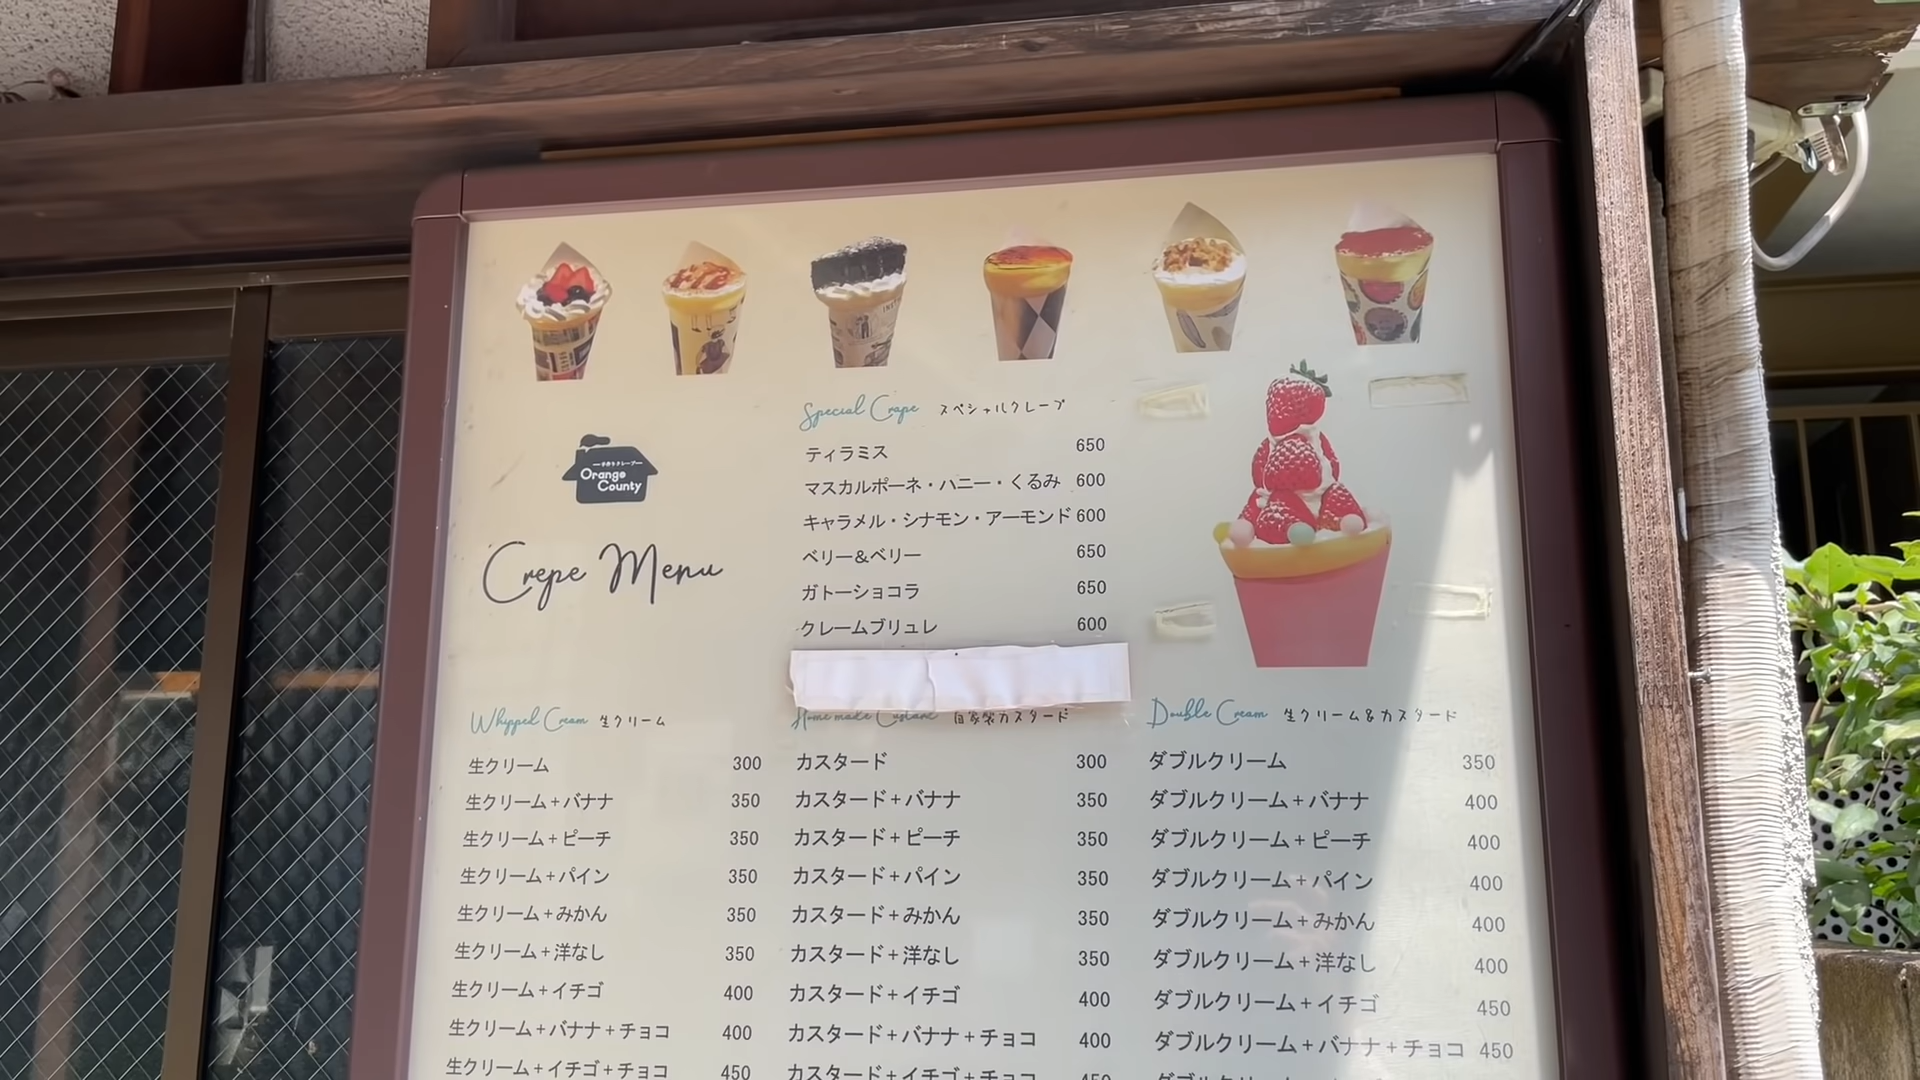 Special Crape スペシャルクレープ
ティラミス 650
マスカルポーネ・ハニー・くるみ 600
キャラメル・シナモン・アーモンド 600
ベリー&ベリー 650
ガトーショコラ 650
クレームブリュレ 600
手作りクレープ
Orange
County
Crepe Menu
Whipped Cream 生クリーム
生クリーム 300
生クリーム+バナナ 350
生クリーム+ピーチ 350
生クリーム+パイン 350
生クリーム+みかん 350
生クリーム+洋なし 350
生クリーム+イチゴ 400
生クリーム+バナナ+チョコ 400
生クリーム+イチゴ+チョコ 450
Home made Custard 自家製カスタード
カスタード 300
カスタード+バナナ 350
カスタード+ピーチ 350
カスタード+パイン 350
カスタード+みかん 350
カスタード+洋なし 350
カスタード+イチゴ 400
カスタード+バナナ+チョコ 400
カスタード+イチゴ+チョコ 450
Double Cream 生クリーム&カスタード
ダブルクリーム 350
ダブルクリーム+バナナ 400
ダブルクリーム+ピーチ 400
ダブルクリーム+パイン 400
ダブルクリーム+みかん 400
ダブルクリーム+洋なし 400
ダブルクリーム+イチゴ 450
ダブルクリーム+バナナ+チョコ 450